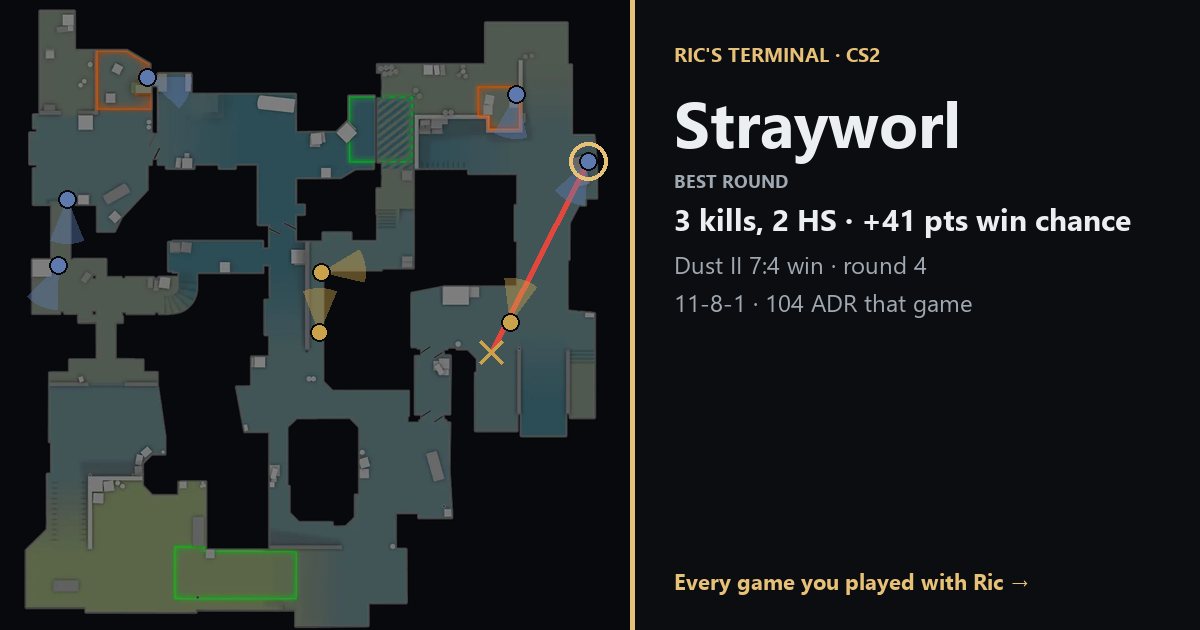 RIC'S TERMINAL · CS2
Strayworl
BEST ROUND
3 kills, 2 HS · +41 pts win chance
Dust II 7:4 win · round 4
11-8-1 · 104 ADR that game
Every game you played with Ric →